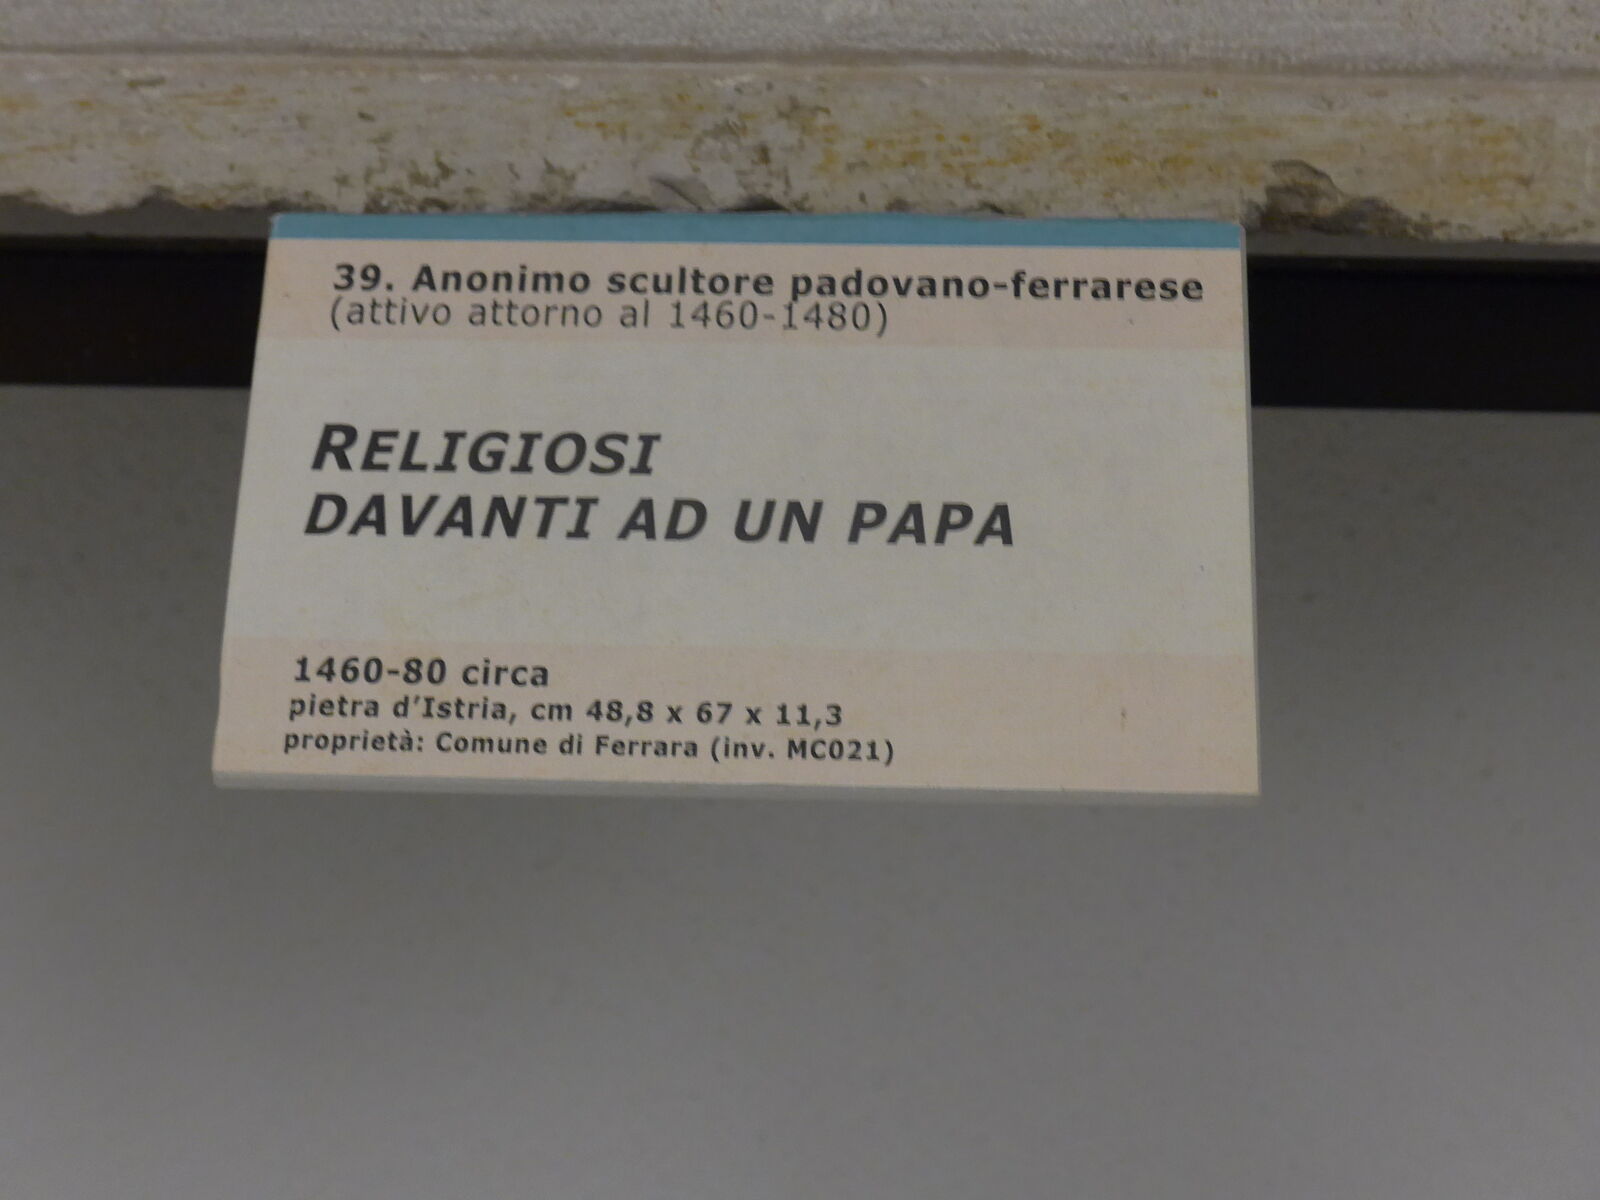 39. Anonimo scultore padovano-ferrarese
(attivo attorno al 1460-1480)
RELIGIOSI
DAVANTI AD UN PAPA
1460-80 circa
pietra d'Istria, cm 48,8 x 67 x 11,3
proprietà: Comune di Ferrara (inv. MC021)